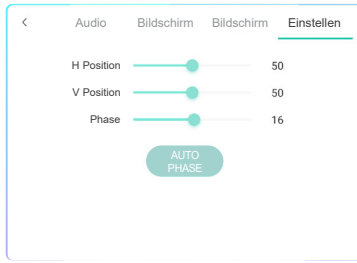 Audio Bildschirm Bildschirm Einstellen
H Position 50
V Position 50
Phase 16
AUTO
PHASE